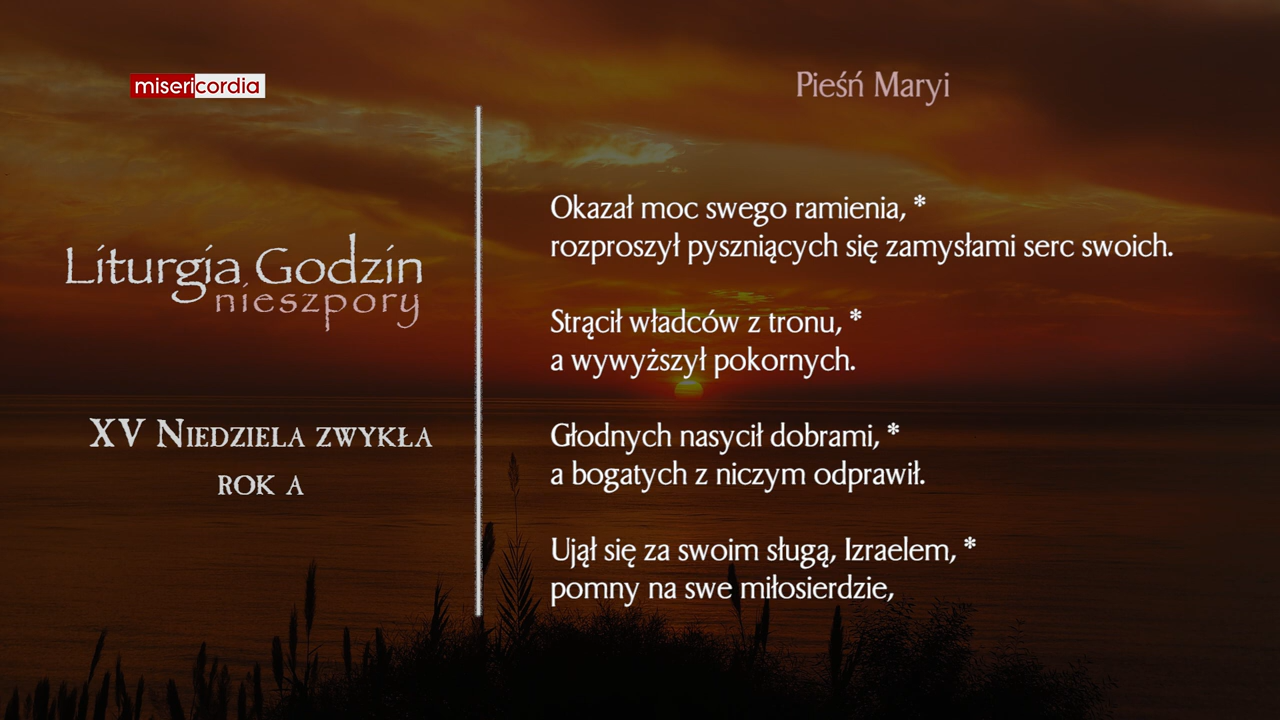 misericordia
Liturgia Godzin
nieszpory
XV Niedziela zwykła
rok A
Pieśń Maryi
Okazał moc swego ramienia, *
rozproszył pyszniących się zamysłami serc swoich.
Strącił władców z tronu, *
a wywyższył pokornych.
Głodnych nasycił dobrami, *
a bogatych z niczym odprawił.
Ujął się za swoim sługą, Izraelem, *
pomny na swe miłosierdzie,